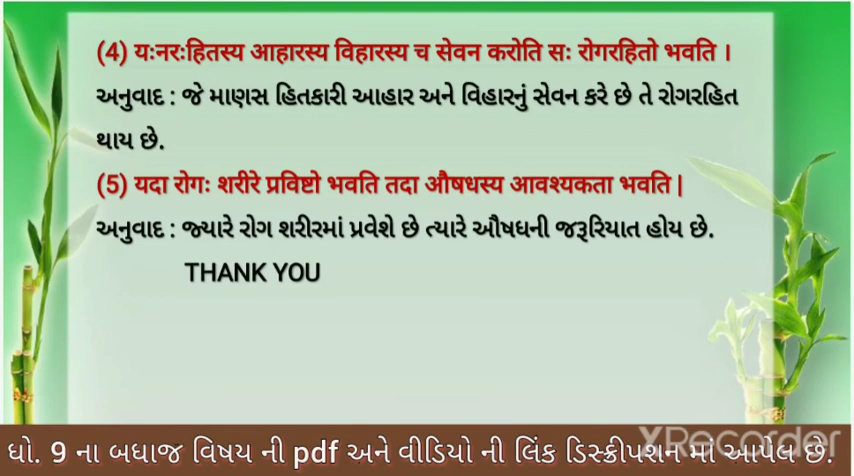 (4) यःनरःहितस्य आहारस्य विहारस्य च सेवन करोति सः रोगरहितो भवति ।
અનુવાદ : જે માણસ હિતકારી આહાર અને વિહારનું સેવન કરે છે તે રોગરહિત
થાય છે.
(5) यदा रोगः शरीरे प्रविष्टो भवति तदा औषधस्य आवश्यकता भवति |
અનુવાદ : જ્યારે રોગ શરીરમાં પ્રવેશે છે ત્યારે ઔષધની જરૂરિયાત હોય છે.
THANK YOU
XRecorder
ધો. 9 ના બધાજ વિષય ની pdf અને વીડિયો ની લિંક ડિસ્ક્રીપશન માં આપેલ છે.